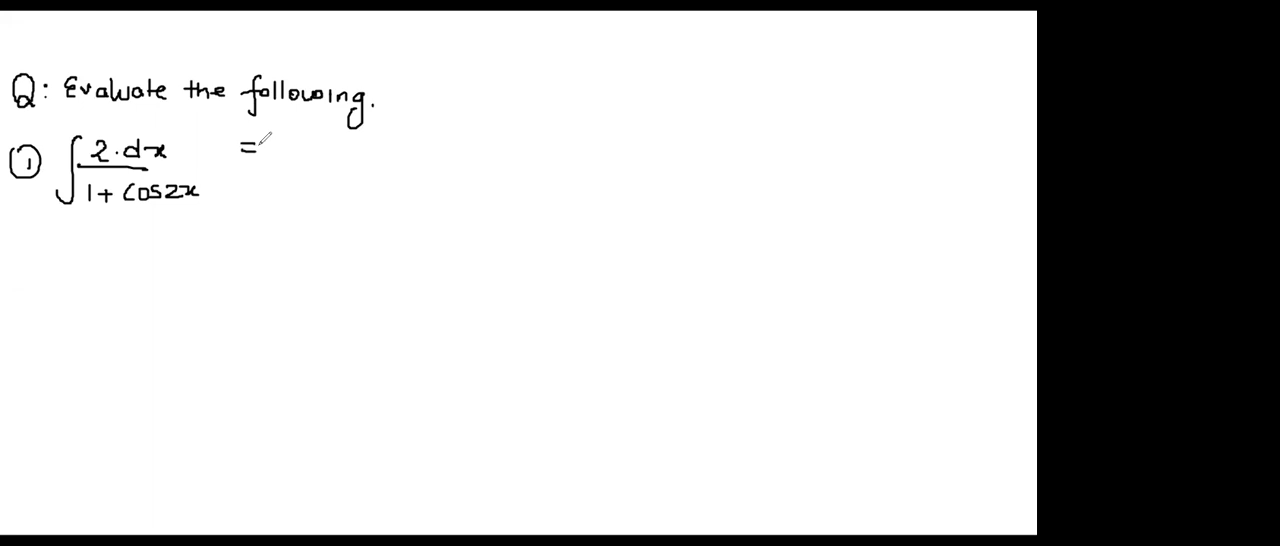 Q: Evaluate the following.
① ∫ 2·dx / 1 + cos2x =